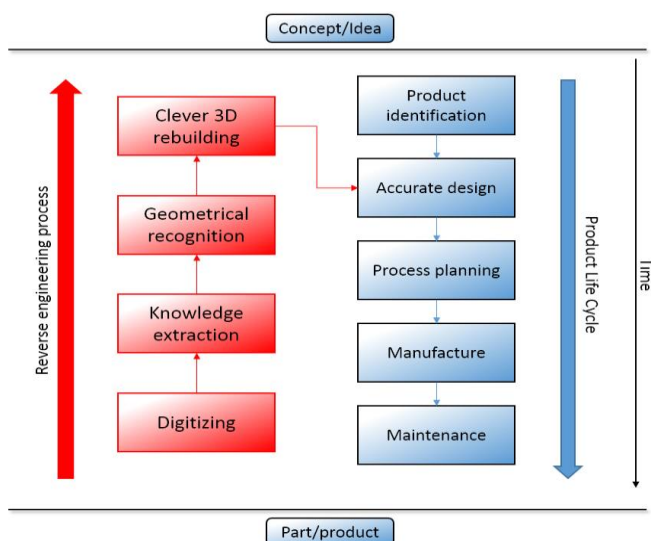 Concept/Idea
Reverse engineering process
Clever 3D
rebuilding
Geometrical
recognition
Knowledge
extraction
Digitizing
Product
identification
Accurate design
Process planning
Manufacture
Maintenance
Product Life Cycle
Time
Part/product